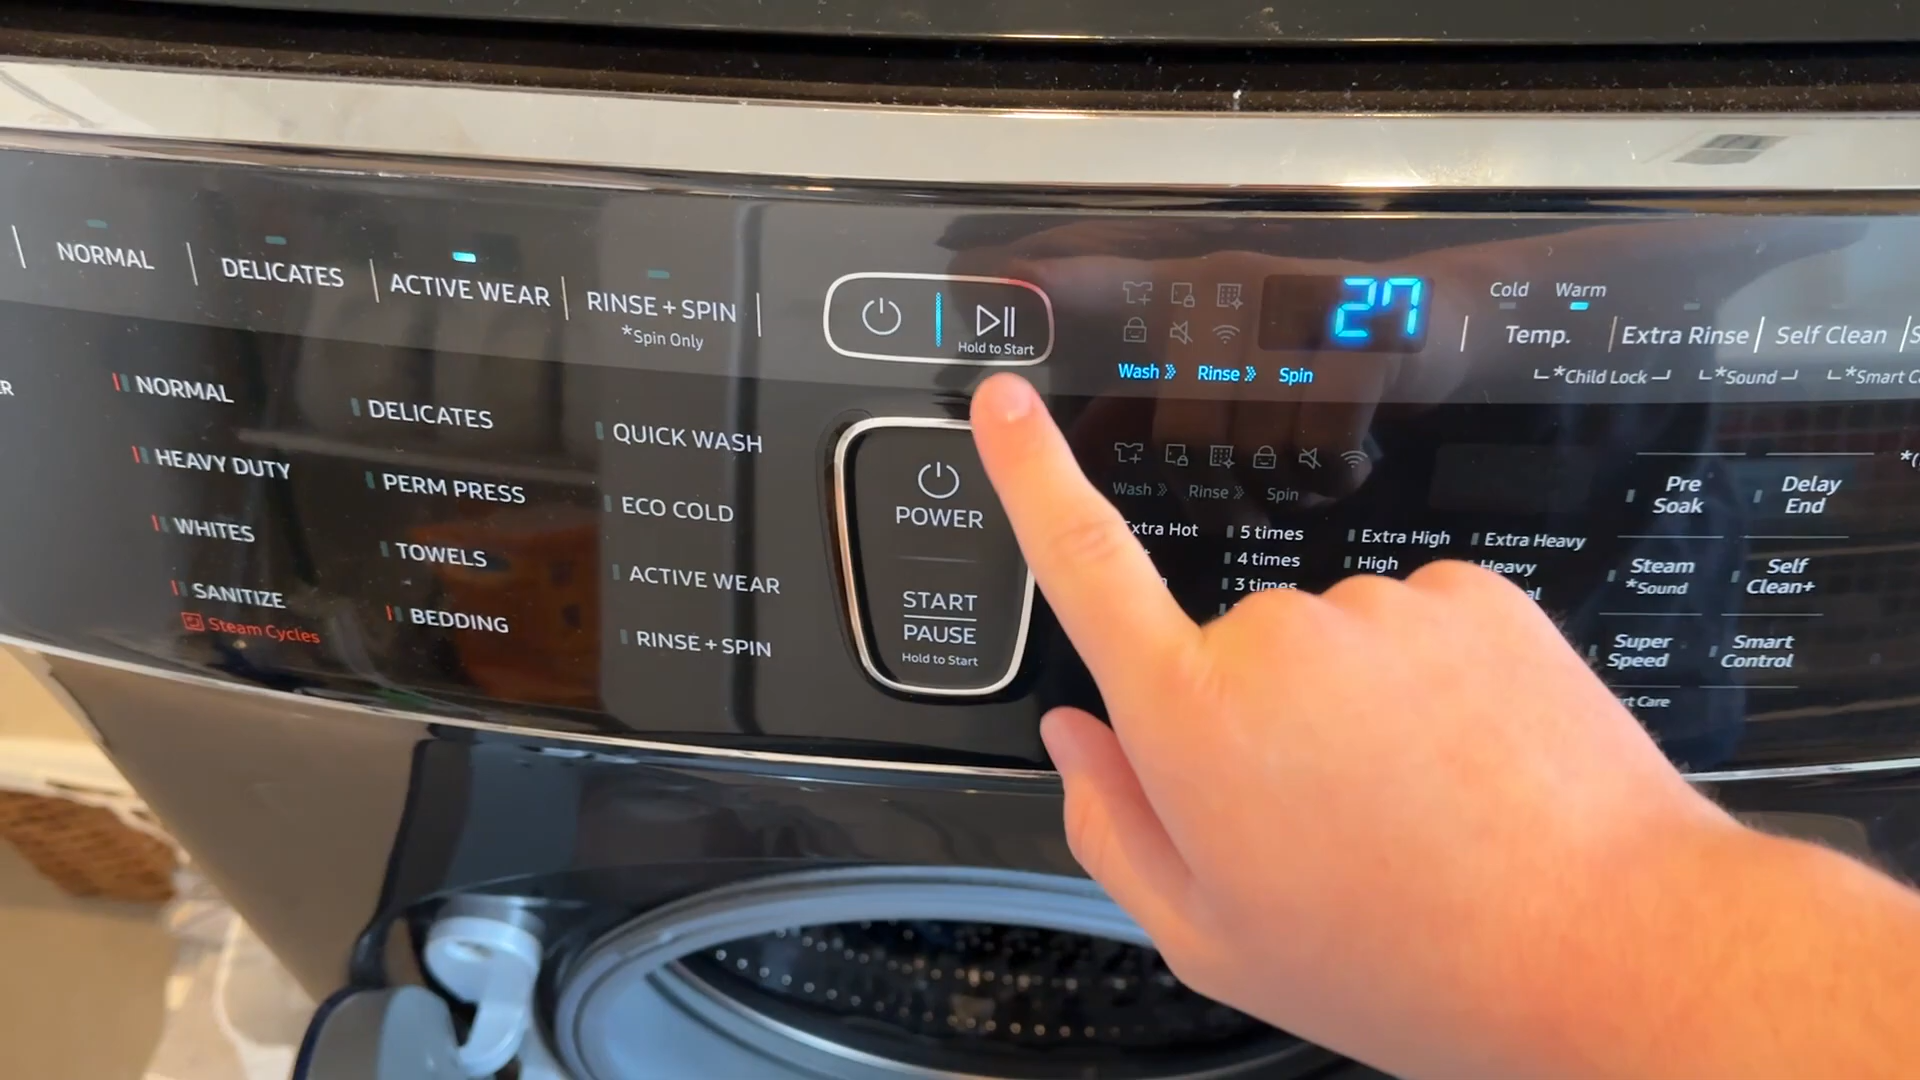 NORMAL
DELICATES
ACTIVE WEAR
RINSE + SPIN
*Spin Only
Hold to Start
27
Wash Rinse Spin
Cold Warm
Temp.
Extra Rinse
Self Clean
*Child Lock
*Sound
NORMAL
HEAVY DUTY
WHITES
SANITIZE
Steam Cycles
DELICATES
PERM PRESS
TOWELS
BEDDING
QUICK WASH
ECO COLD
ACTIVE WEAR
RINSE + SPIN
POWER
START
PAUSE
Hold to Start
Wash Rinse Spin
Extra Hot
5 times
4 times
3 times
Extra High
High
Extra Heavy
Heavy
Pre
Soak
Delay
End
Steam
*Sound
Self
Clean+
Super
Speed
Smart
Control
Care